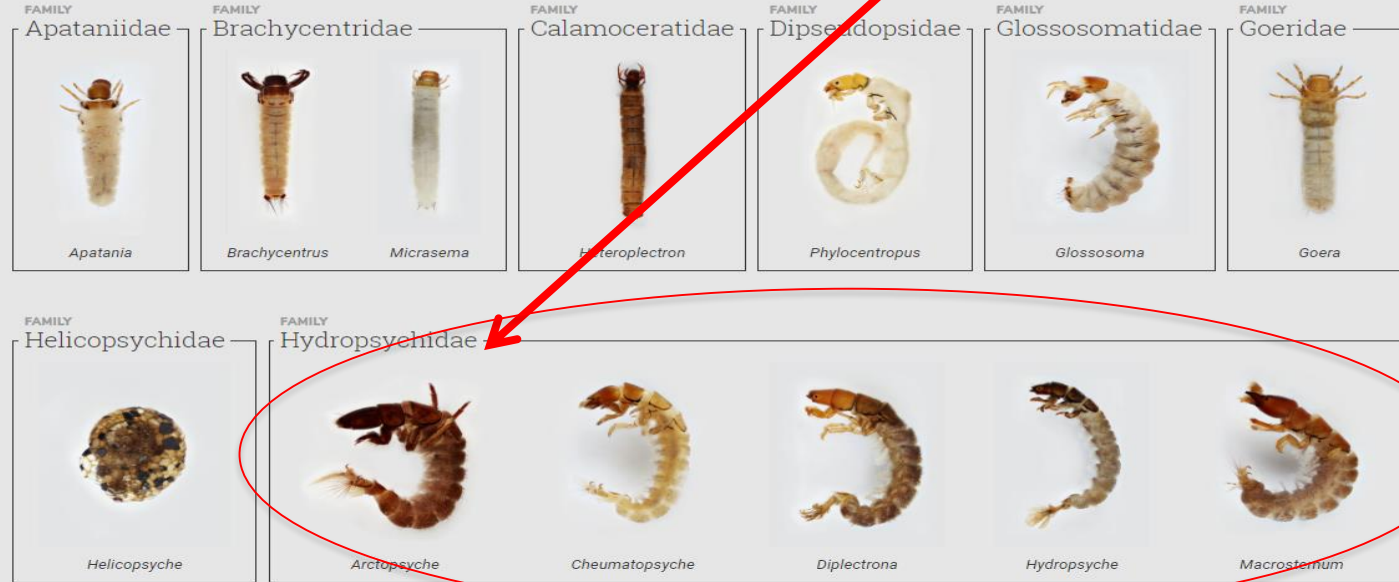 FAMILY FAMILY FAMILY FAMILY FAMILY FAMILY
Apataniidae Brachycentridae Calamoceratidae Dipseudopsidae Glossosomatidae Goeridae
Apatania Brachycentrus Micrasema Heteroplectron Phylocentropus Glossosoma Goera
FAMILY FAMILY
Helicopsychidae Hydropsychidae
Helicopsyche Arctopsyche Cheumatopsyche Diplectrona Hydropsyche Macrosternum